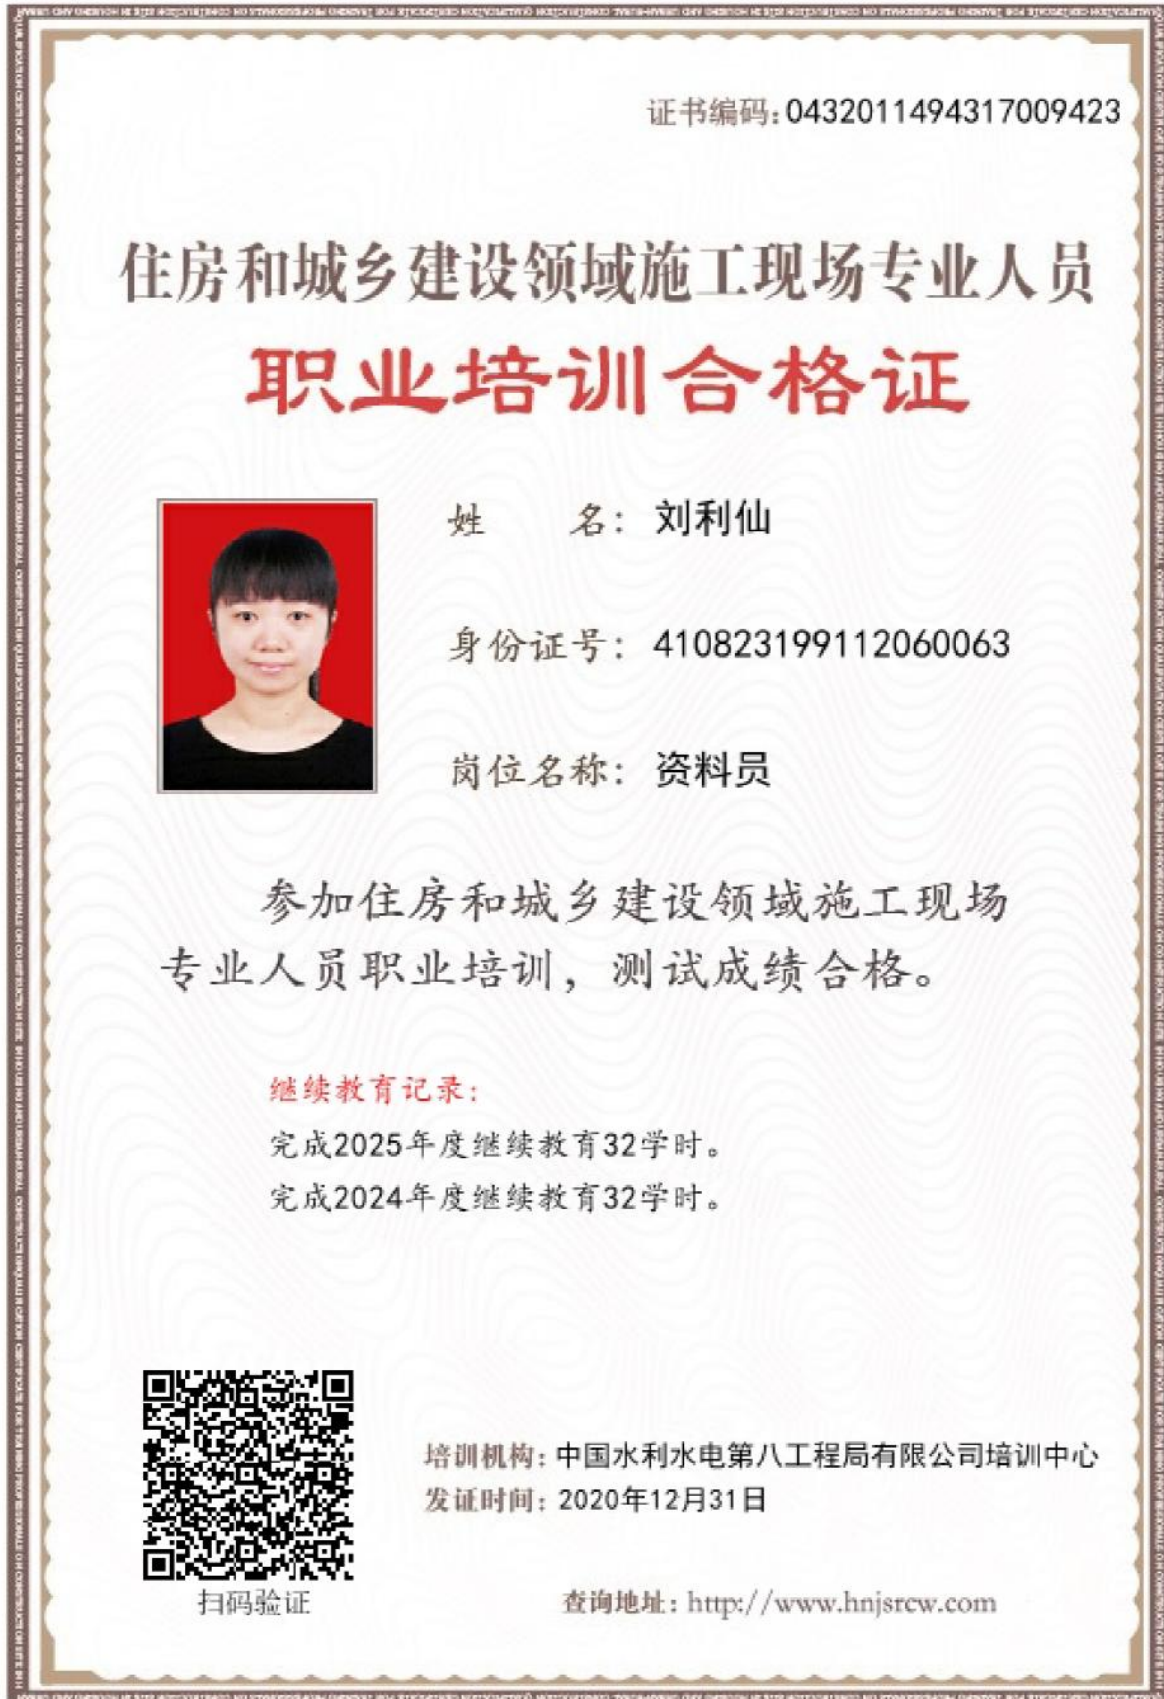 证书编码:0432011494317009423
住房和城乡建设领域施工现场专业人员
职业培训合格证
姓 名: 刘利仙
身份证号: 410823199112060063
岗位名称: 资料员
参加住房和城乡建设领域施工现场
专业人员职业培训，测试成绩合格。
继续教育记录:
完成2025年度继续教育32学时。
完成2024年度继续教育32学时。
培训机构: 中国水利水电第八工程局有限公司培训中心
发证时间: 2020年12月31日
扫码验证
查询地址: http://www.hnjsrcw.com